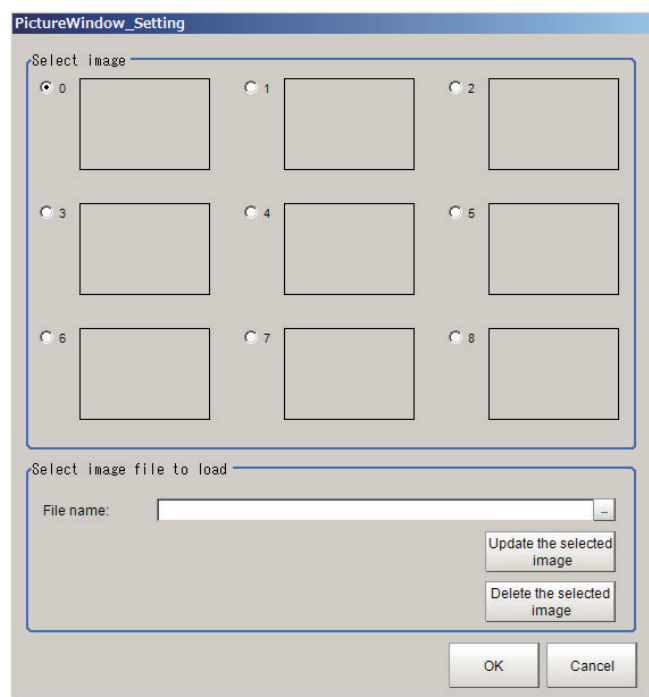 PictureWindow_Setting
Select image
0 1 2
3 4 5
6 7 8
Select image file to load
File name:
...
Update the selected
image
Delete the selected
image
OK Cancel